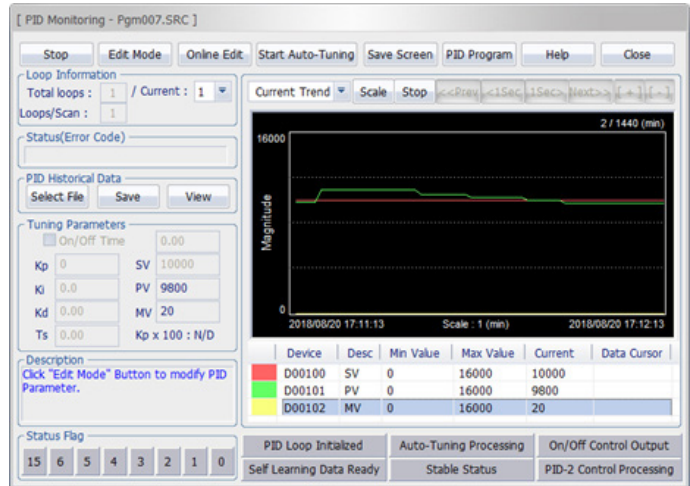 [ PID Monitoring - Pgm007.SRC ]
Stop Edit Mode Online Edit Start Auto-Tuning Save Screen PID Program Help Close
Loop Information
Total loops : 1 / Current : 1
Loops/Scan : 1
Status(Error Code)
PID Historical Data
Select File Save View
Tuning Parameters
On/Off Time 0.00
Kp 0 SV 10000
Ki 0.0 PV 9800
Kd 0.00 MV 20
Ts 0.00 Kp x 100 : N/D
Description
Click "Edit Mode" Button to modify PID
Parameter.
Status Flag
15 6 5 4 3 2 1 0
Current Trend Scale Stop <<Prev <1Sec 1Sec> Next>> [ + ] [ - ]
2 / 1440 (min)
16000
Magnitude
0
2018/08/20 17:11:13 Scale : 1 (min) 2018/08/20 17:12:13
Device Desc Min Value Max Value Current Data Cursor
D00100 SV 0 16000 10000
D00101 PV 0 16000 9800
D00102 MV 0 16000 20
PID Loop Initialized Auto-Tuning Processing On/Off Control Output
Self Learning Data Ready Stable Status PID-2 Control Processing